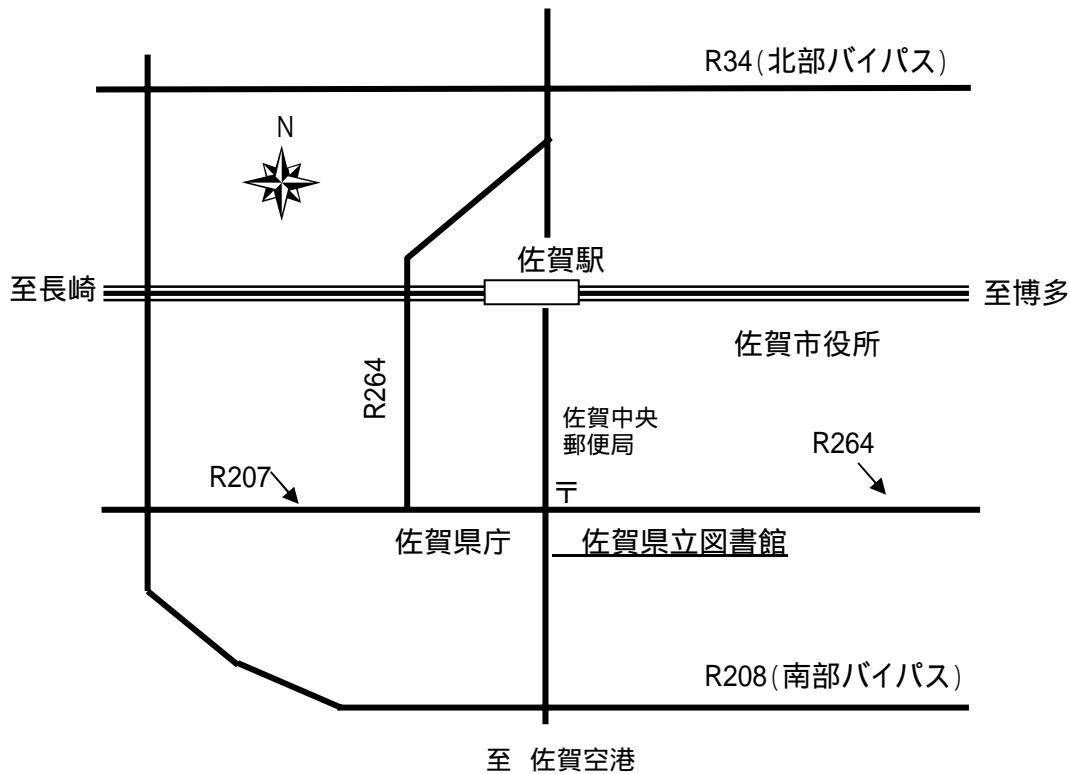 R34(北部バイパス)
N
佐賀駅
至長崎
至博多
佐賀市役所
R264
佐賀中央
郵便局
R264
R207
〒
佐賀県庁
佐賀県立図書館
R208(南部バイパス)
至 佐賀空港